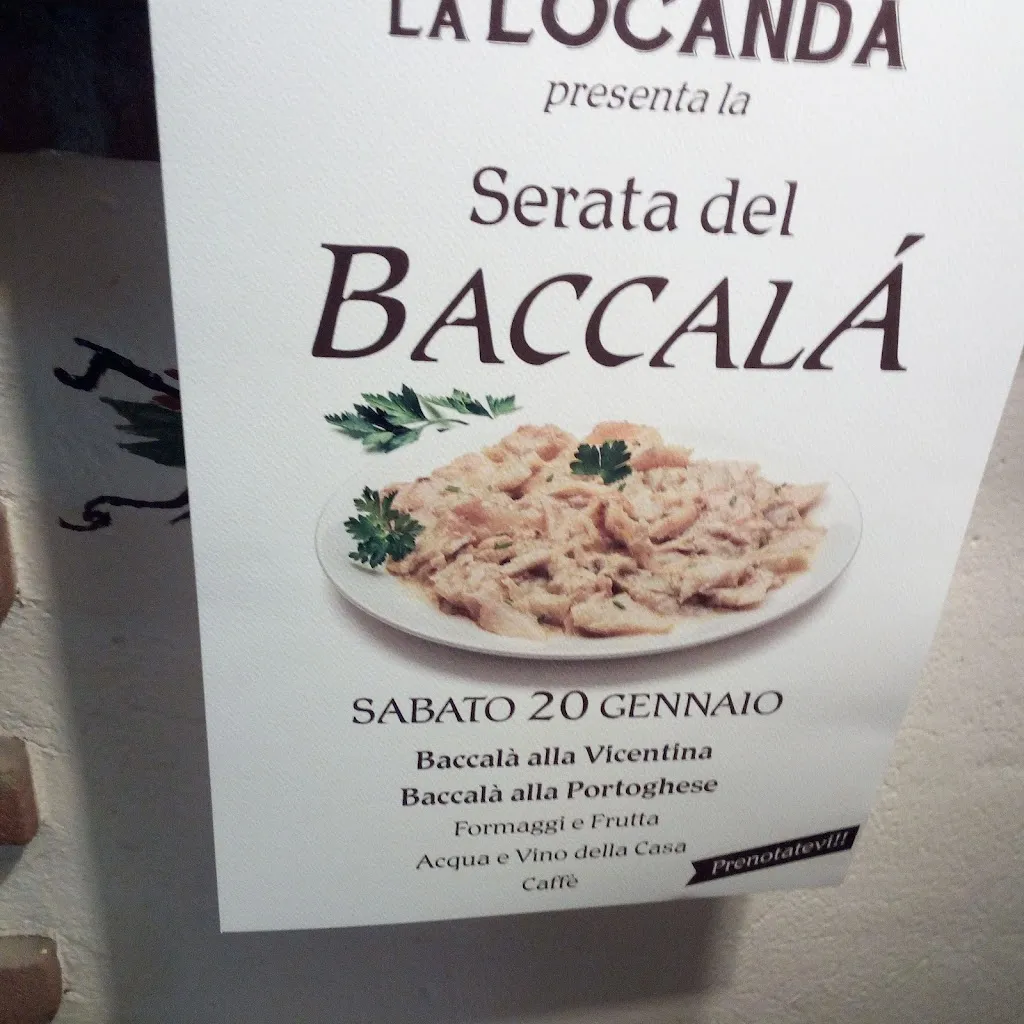 LA LOCANDA
presenta la
Serata del
BACCALÁ
SABATO 20 GENNAIO
Baccalà alla Vicentina
Baccalà alla Portoghese
Formaggi e Frutta
Acqua e Vino della Casa
Caffè
Prenotatevi!!